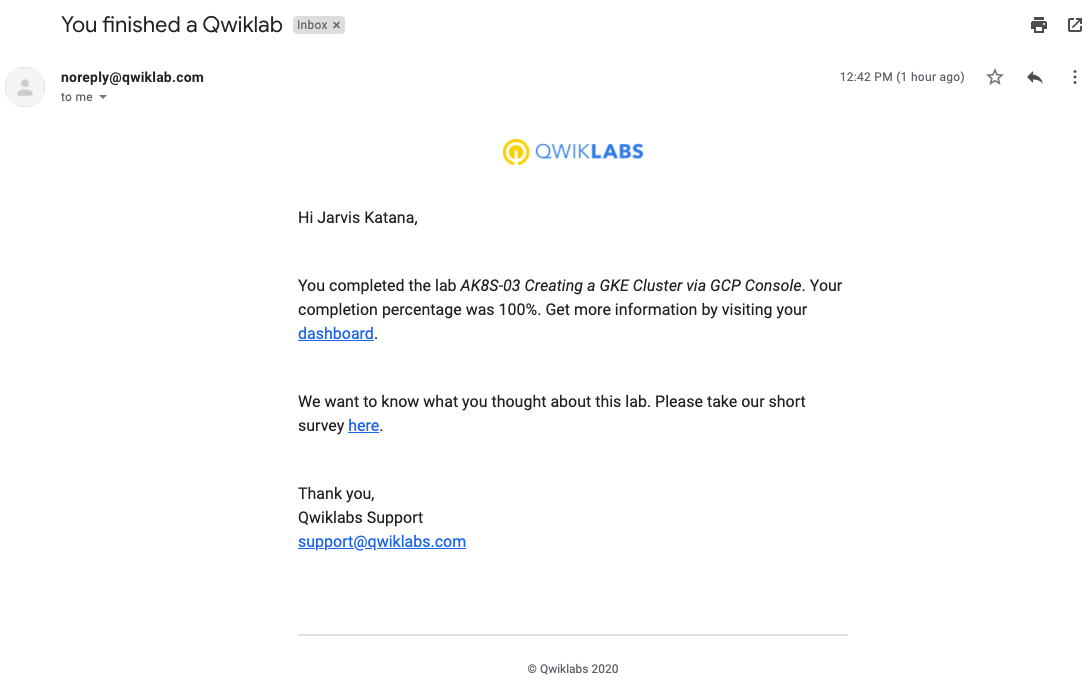 You finished a Qwiklab Inbox ×
noreply@qwiklab.com 12:42 PM (1 hour ago)
to me
QWIKLABS
Hi Jarvis Katana,
You completed the lab AK8S-03 Creating a GKE Cluster via GCP Console. Your
completion percentage was 100%. Get more information by visiting your
dashboard.
We want to know what you thought about this lab. Please take our short
survey here.
Thank you,
Qwiklabs Support
support@qwiklabs.com
© Qwiklabs 2020